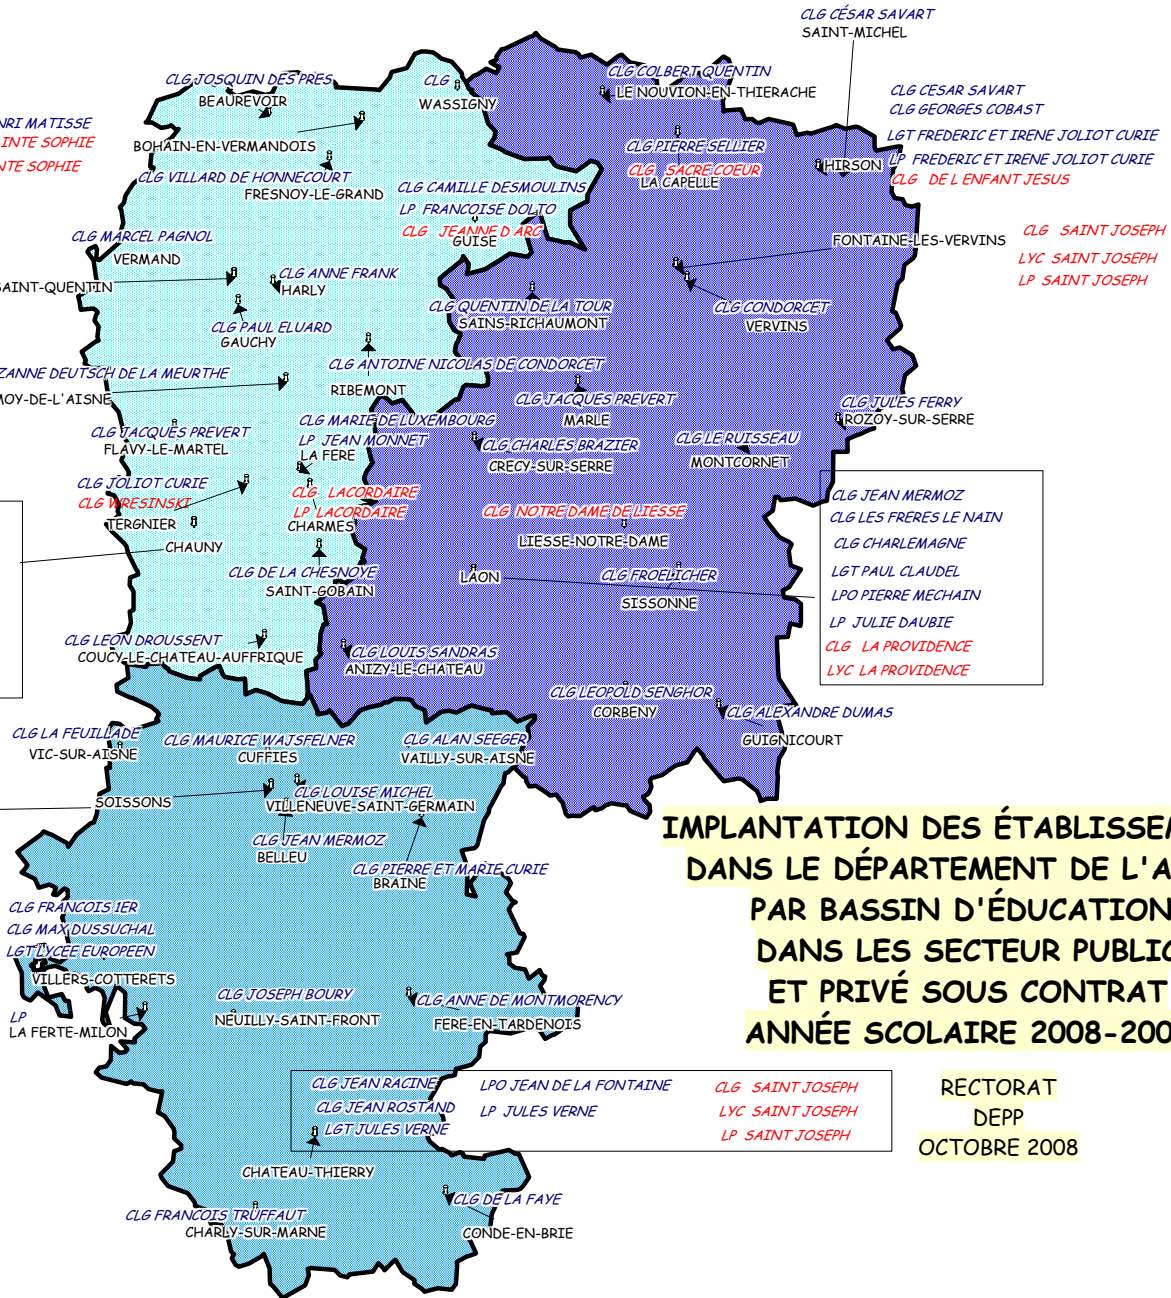 CLG CÉSAR SAVART
SAINT-MICHEL
CLG COLBERT QUENTIN
LE NOUVION-EN-THIERACHE
CLG JOSQUIN DES PRES
BEAUREVOIR
CLG
WASSIGNY
CLG CESAR SAVART
CLG GEORGES COBAST
LGT FREDERIC ET IRENE JOLIOT CURIE
LP FREDERIC ET IRENE JOLIOT CURIE
CLG DE L ENFANT JESUS
HIRSON
NRI MATISSE
INTE SOPHIE
NTE SOPHIE
BOHAIN-EN-VERMANDOIS
CLG PIERRE SELLIER
CLG SACRE COEUR
LA CAPELLE
CLG VILLARD DE HONNECOURT
FRESNOY-LE-GRAND
CLG CAMILLE DESMOULINS
LP FRANCOISE DOLTO
CLG JEANNE D ARC
GUISE
CLG MARCEL PAGNOL
VERMAND
FONTAINE-LES-VERVINS
CLG SAINT JOSEPH
LYC SAINT JOSEPH
LP SAINT JOSEPH
SAINT-QUENTIN
CLG ANNE FRANK
HARLY
CLG QUENTIN DE LA TOUR
SAINS-RICHAUMONT
CLG CONDORCET
VERVINS
CLG PAUL ELUARD
GAUCHY
CLG ANTOINE NICOLAS DE CONDORCET
RIBEMONT
ZANNE DEUTSCH DE LA MEURTHE
MOY-DE-L'AISNE
CLG JACQUES PREVERT
MARLE
CLG JULES FERRY
ROZOY-SUR-SERRE
CLG MARIE DE LUXEMBOURG
LP JEAN MONNET
LA FERE
CLG JACQUES PREVERT
FLAVY-LE-MARTEL
CLG CHARLES BRAZIER
CRECY-SUR-SERRE
CLG LE RUISSEAU
MONTCORNET
CLG JOLIOT CURIE
CLG WRESINSKI
TERGNIER
CLG LACORDAIRE
LP LACORDAIRE
CHARMES
CLG NOTRE DAME DE LIESSE
LIESSE-NOTRE-DAME
CLG JEAN MERMOZ
CLG LES FRERES LE NAIN
CLG CHARLEMAGNE
LGT PAUL CLAUDEL
LPO PIERRE MECHAIN
LP JULIE DAUBIE
CLG LA PROVIDENCE
LYC LA PROVIDENCE
CHAUNY
CLG DE LA CHESNOYE
SAINT-GOBAIN
LAON
CLG FROELICHER
SISSONNE
CLG LEON DROUSSENT
COUCY-LE-CHATEAU-AUFFRIQUE
CLG LOUIS SANDRAS
ANIZY-LE-CHATEAU
CLG LEOPOLD SENGHOR
CORBENY
CLG ALEXANDRE DUMAS
GUIGNICOURT
CLG LA FEUILLADE
VIC-SUR-AISNE
CLG MAURICE WAJSFELNER
CUFFIES
CLG ALAN SEEGER
VAILLY-SUR-AISNE
SOISSONS
CLG LOUISE MICHEL
VILLENEUVE-SAINT-GERMAIN
CLG JEAN MERMOZ
BELLEU
CLG PIERRE ET MARIE CURIE
BRAINE
IMPLANTATION DES ÉTABLISSEM
DANS LE DÉPARTEMENT DE L'A
PAR BASSIN D'ÉDUCATION
DANS LES SECTEUR PUBLIC
ET PRIVÉ SOUS CONTRAT
ANNÉE SCOLAIRE 2008-200
CLG FRANCOIS 1ER
CLG MAX DUSSUCHAL
LGT LYCEE EUROPEEN
VILLERS-COTTERETS
LP
LA FERTE-MILON
CLG JOSEPH BOURY
NEUILLY-SAINT-FRONT
CLG ANNE DE MONTMORENCY
FERE-EN-TARDENOIS
CLG JEAN RACINE
CLG JEAN ROSTAND
LGT JULES VERNE
LPO JEAN DE LA FONTAINE
LP JULES VERNE
CLG SAINT JOSEPH
LYC SAINT JOSEPH
LP SAINT JOSEPH
RECTORAT
DEPP
OCTOBRE 2008
CHATEAU-THIERRY
CLG DE LA FAYE
CONDE-EN-BRIE
CLG FRANCOIS TRUFFAUT
CHARLY-SUR-MARNE